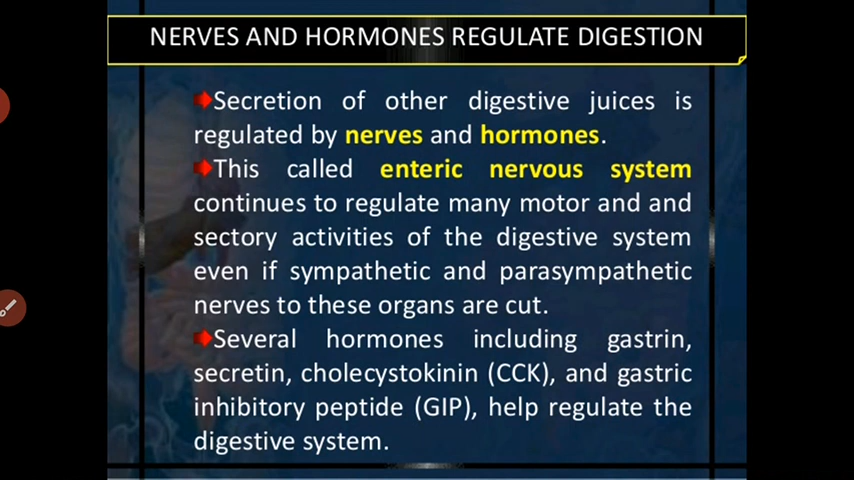 NERVES AND HORMONES REGULATE DIGESTION
Secretion of other digestive juices is
regulated by nerves and hormones.
This called enteric nervous system
continues to regulate many motor and and
sectory activities of the digestive system
even if sympathetic and parasympathetic
nerves to these organs are cut.
Several hormones including gastrin,
secretin, cholecystokinin (CCK), and gastric
inhibitory peptide (GIP), help regulate the
digestive system.